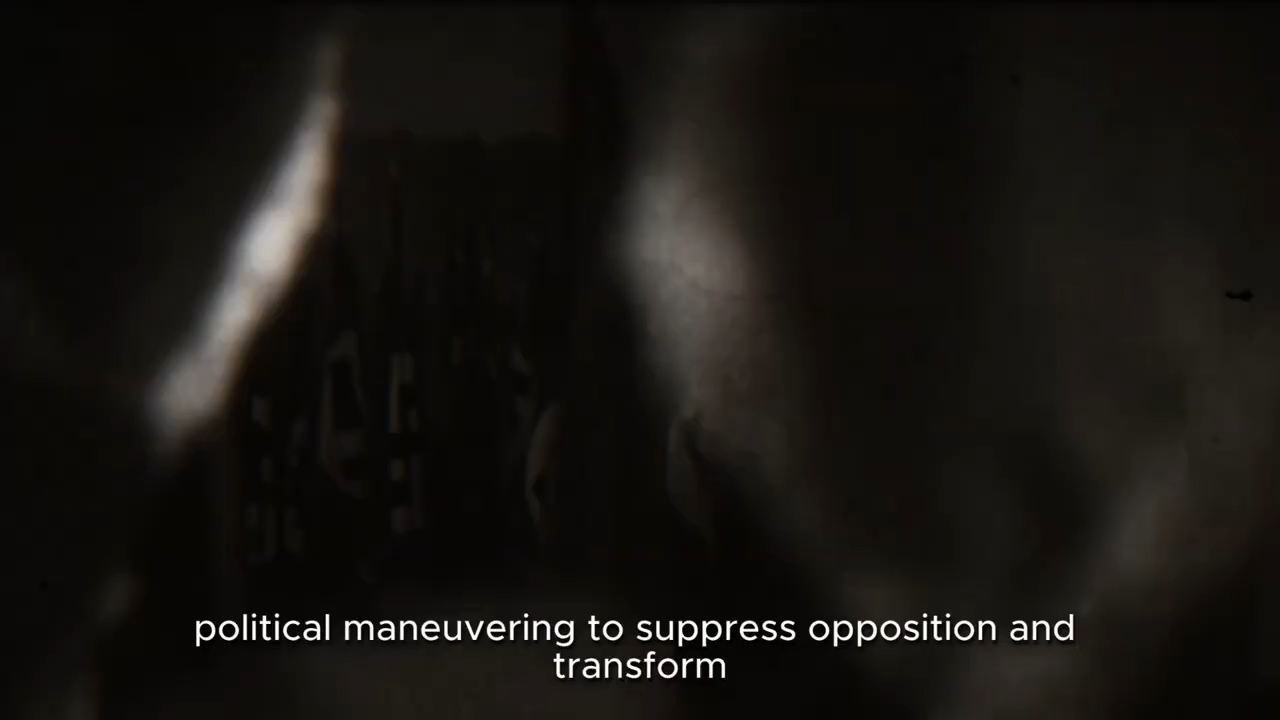 political maneuvering to suppress opposition and
transform